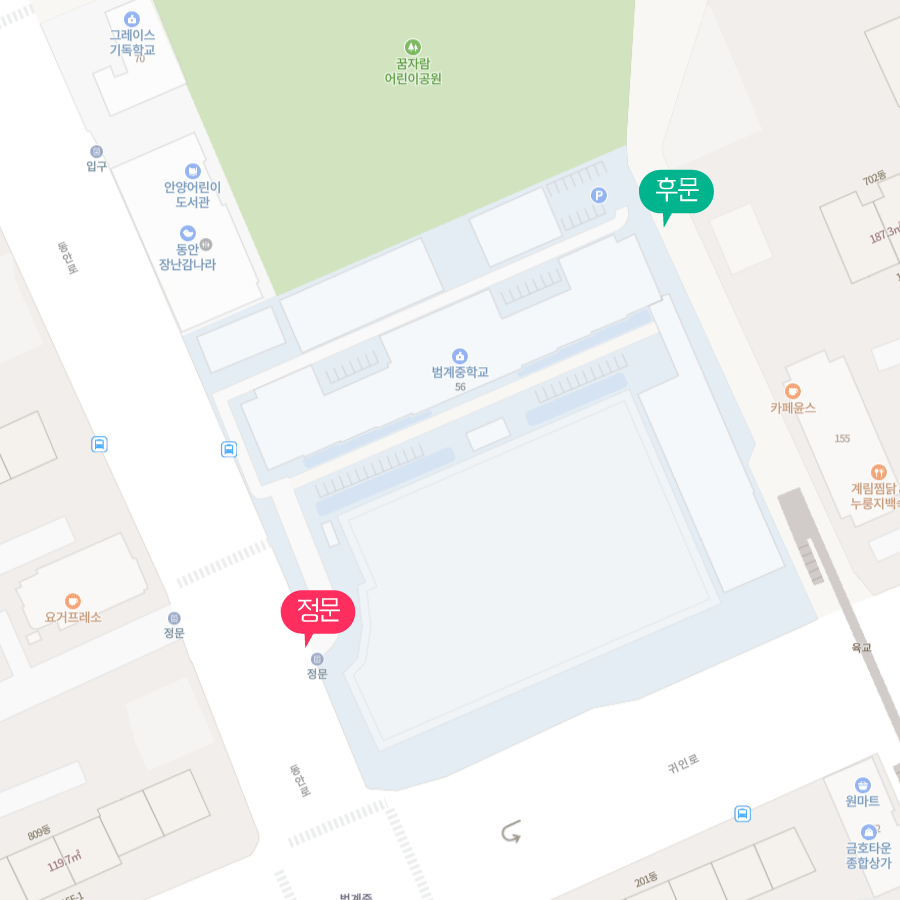 그레이스
기독학교
70
꿈자람
어린이공원
입구
안양어린이
도서관
P
후문
702동
187.3㎡
동안
장난감나라
동안로
범계중학교
56
카페윤스
155
계림찜닭
누룽지백
요거프레소
정문
정문
정문
육교
동안로
귀인로
원마트
금호타운
종합상가
809동
119.7㎡
201동
범계중